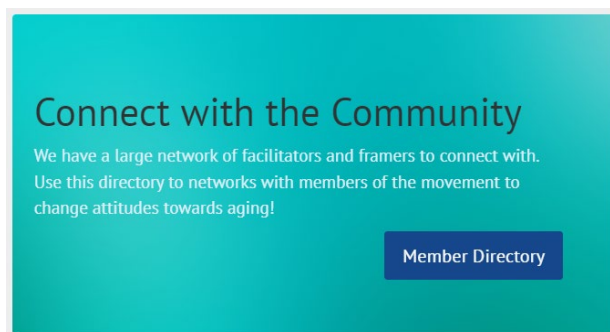 Connect with the Community
We have a large network of facilitators and framers to connect with.
Use this directory to networks with members of the movement to
change attitudes towards aging!
Member Directory